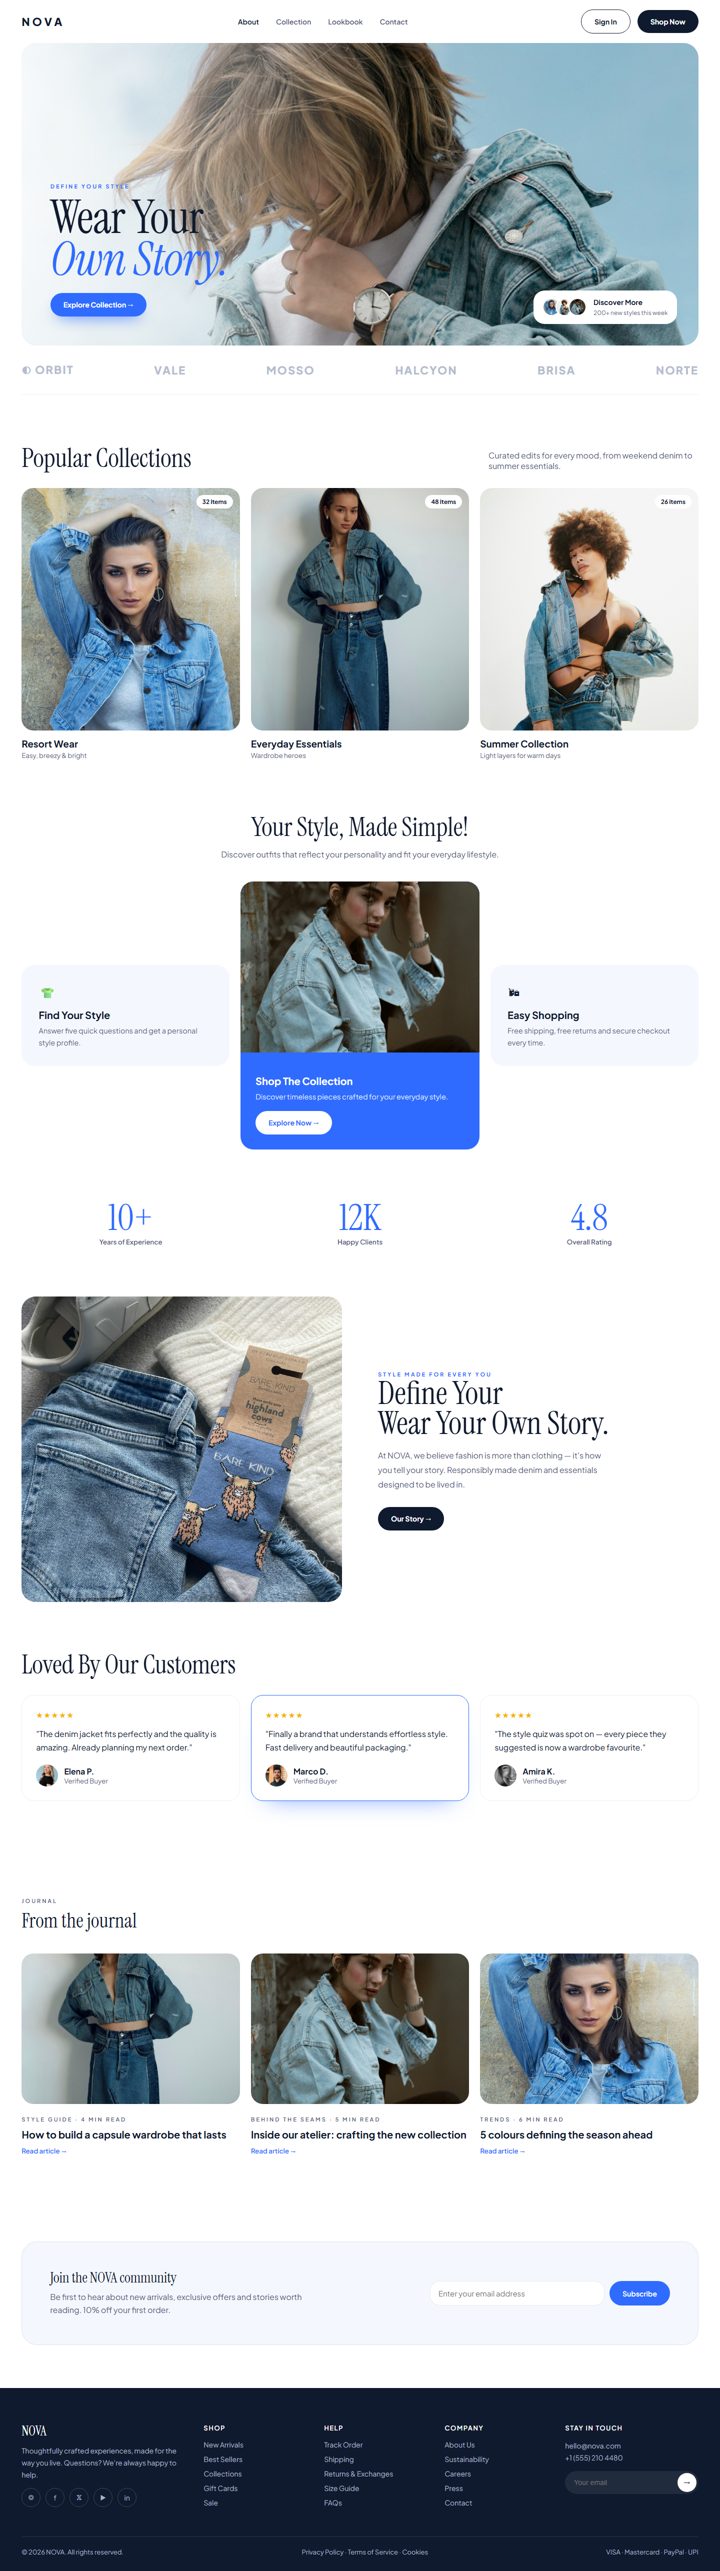 NOVA
About
Collection
Lookbook
Contact
Sign In
Shop Now
DEFINE YOUR STYLE
Wear Your
Own Story.
Explore Collection →
Discover More
200+ new styles this week
ORBIT
VALE
MOSSO
HALCYON
BRISA
NORTE
Popular Collections
Curated edits for every mood, from weekend denim to
summer essentials.
32 Items
48 Items
26 Items
Resort Wear
Easy, breezy & bright
Everyday Essentials
Wardrobe heroes
Summer Collection
Light layers for warm days
Your Style, Made Simple!
Discover outfits that reflect your personality and fit your everyday lifestyle.
Find Your Style
Answer five quick questions and get a personal
style profile.
Shop The Collection
Discover timeless pieces crafted for your everyday style.
Explore Now →
Easy Shopping
Free shipping, free returns and secure checkout
every time.
10+
Years of Experience
12K
Happy Clients
4.8
Overall Rating
BARE KIND
highland
cows
BARE KIND
STYLE MADE FOR EVERY YOU
Define Your
Wear Your Own Story.
At NOVA, we believe fashion is more than clothing — it's how
you tell your story. Responsibly made denim and essentials
designed to be lived in.
Our Story →
Loved By Our Customers
★★★★★
"The denim jacket fits perfectly and the quality is
amazing. Already planning my next order."
Elena P.
Verified Buyer
★★★★★
"Finally a brand that understands effortless style.
Fast delivery and beautiful packaging."
Marco D.
Verified Buyer
★★★★★
"The style quiz was spot on — every piece they
suggested is now a wardrobe favourite."
Amira K.
Verified Buyer
JOURNAL
From the journal
STYLE GUIDE · 4 MIN READ
How to build a capsule wardrobe that lasts
Read article →
BEHIND THE SEAMS · 5 MIN READ
Inside our atelier: crafting the new collection
Read article →
TRENDS · 6 MIN READ
5 colours defining the season ahead
Read article →
Join the NOVA community
Be first to hear about new arrivals, exclusive offers and stories worth
reading. 10% off your first order.
Enter your email address
Subscribe
NOVA
Thoughtfully crafted experiences, made for the
way you live. Questions? We're always happy to
help.
f
X
in
SHOP
New Arrivals
Best Sellers
Collections
Gift Cards
Sale
HELP
Track Order
Shipping
Returns & Exchanges
Size Guide
FAQs
COMPANY
About Us
Sustainability
Careers
Press
Contact
STAY IN TOUCH
hello@nova.com
+1 (555) 210 4480
Your email
→
© 2026 NOVA. All rights reserved.
Privacy Policy · Terms of Service · Cookies
VISA · Mastercard · PayPal · UPI